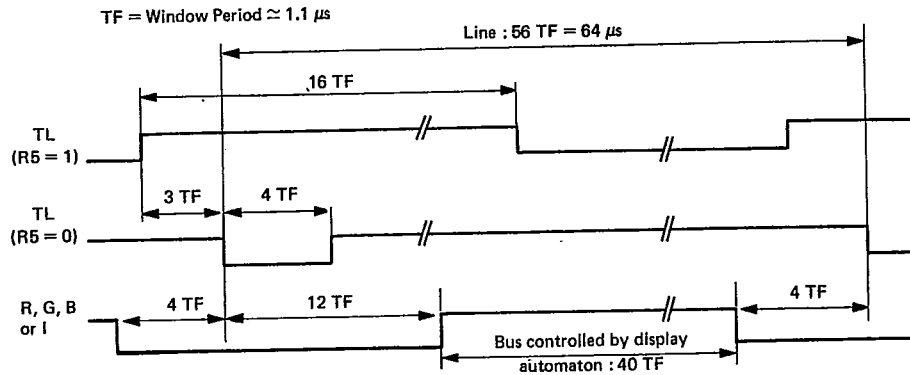 TF = Window Period ≃ 1.1 µs
Line : 56 TF = 64 µs
16 TF
TL
(R5 = 1)
3 TF
4 TF
TL
(R5 = 0)
4 TF
12 TF
4 TF
R, G, B
or I
Bus controlled by display
automaton : 40 TF